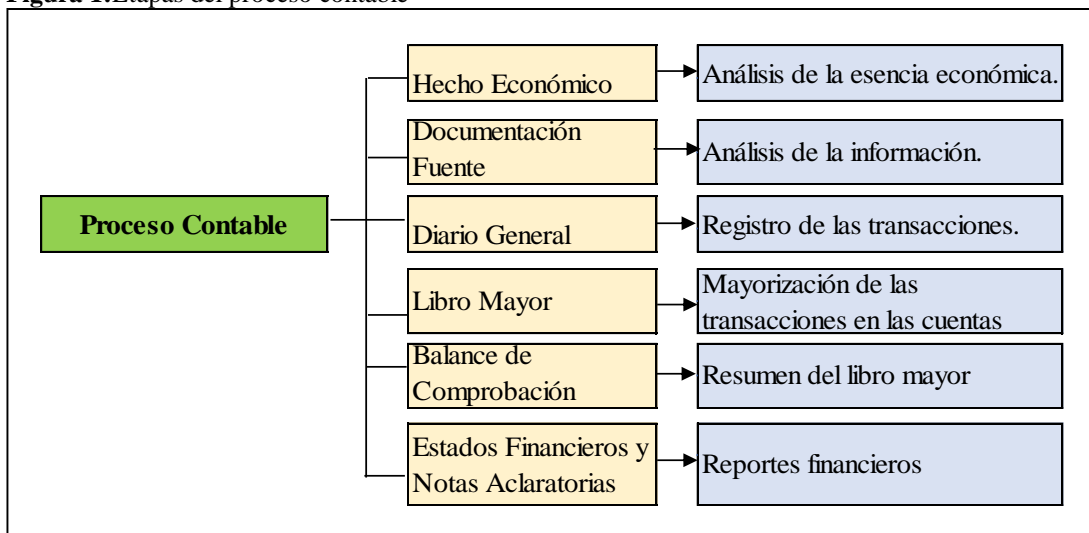 Figura 1. Etapas del proceso contable
Proceso Contable
Hecho Económico
Análisis de la esencia económica.
Documentación
Fuente
Análisis de la información.
Diario General
Registro de las transacciones.
Libro Mayor
Mayorización de las
transacciones en las cuentas
Balance de
Comprobación
Resumen del libro mayor
Estados Financieros y
Notas Aclaratorias
Reportes financieros